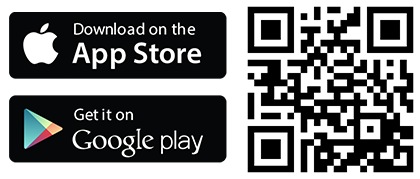 Download on the
App Store
Get it on
Google play